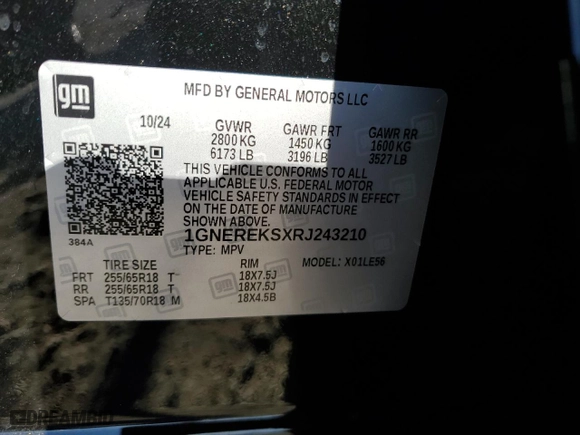 gm
MFD BY GENERAL MOTORS LLC
10/24 GVWR GAWR FRT GAWR RR
2800 KG 1450 KG 1600 KG
6173 LB 3196 LB 3527 LB
THIS VEHICLE CONFORMS TO ALL
APPLICABLE U.S. FEDERAL MOTOR
VEHICLE SAFETY STANDARDS IN EFFECT
ON THE DATE OF MANUFACTURE
SHOWN ABOVE.
384A
1GNEREKSXRJ243210
TYPE: MPV MODEL: X01LE56
TIRE SIZE RIM
FRT 255/65R18 T 18X7.5J
RR 255/65R18 T 18X7.5J
SPA T135/70R18 M 18X4.5B